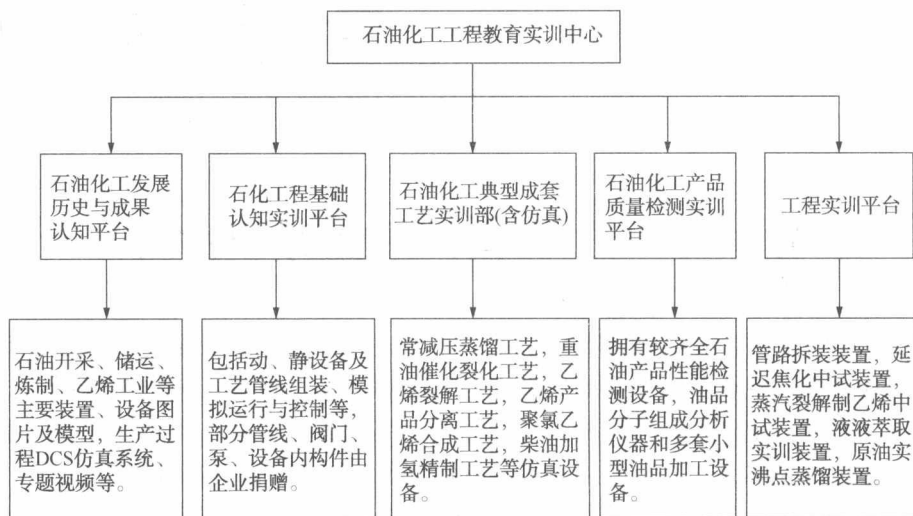 石油化工工程教育实训中心
石油化工发展
历史与成果
认知平台
石化工程基础
认知实训平台
石油化工典型成套
工艺实训部(含仿真)
石油化工产品
质量检测实训
平台
工程实训平台
石油开采、储运、
炼制、乙烯工业等
主要装置、设备图
片及模型，生产过
程DCS仿真系统、
专题视频等。
包括动、静设备及
工艺管线组装、模
拟运行与控制等，
部分管线、阀门、
泵、设备内构件由
企业捐赠。
常减压蒸馏工艺，重
油催化裂化工艺，乙
烯裂解工艺，乙烯产
品分离工艺，聚氯乙
烯合成工艺，柴油加
氢精制工艺等仿真设
备。
拥有较齐全石
油产品性能检
测设备，油品
分子组成分析
仪器和多套小
型油品加工设
备。
管路拆装装置，延
迟焦化中试装置，
蒸汽裂解制乙烯中
试装置，液液萃取
实训装置，原油实
沸点蒸馏装置。